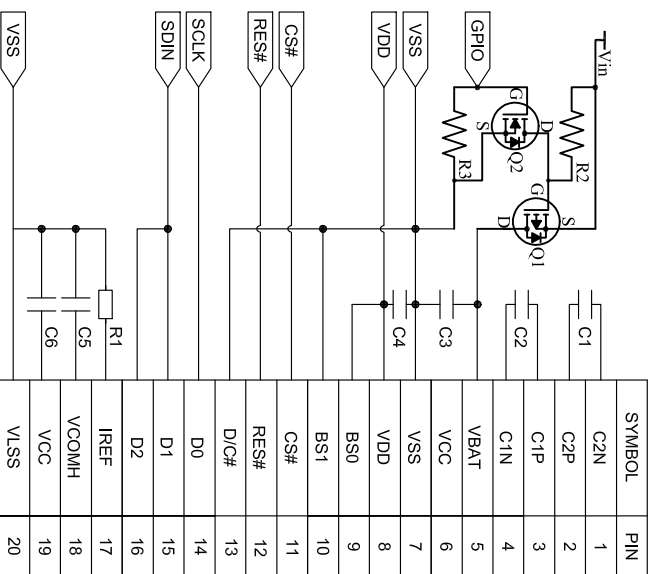 VSS
SDIN
SCLK
RES#
CS#
VDD
VSS
GPIO
Vin
G
D
S
Q2
R2
R3
G
S
D
Q1
C1
C2
C3
C4
R1
C5
C6
SYMBOL PIN
C2N 1
C2P 2
C1P 3
C1N 4
VBAT 5
VCC 6
VSS 7
VDD 8
BS0 9
BS1 10
CS# 11
RES# 12
D/C# 13
D0 14
D1 15
D2 16
IREF 17
VCOMH 18
VCC 19
VLSS 20